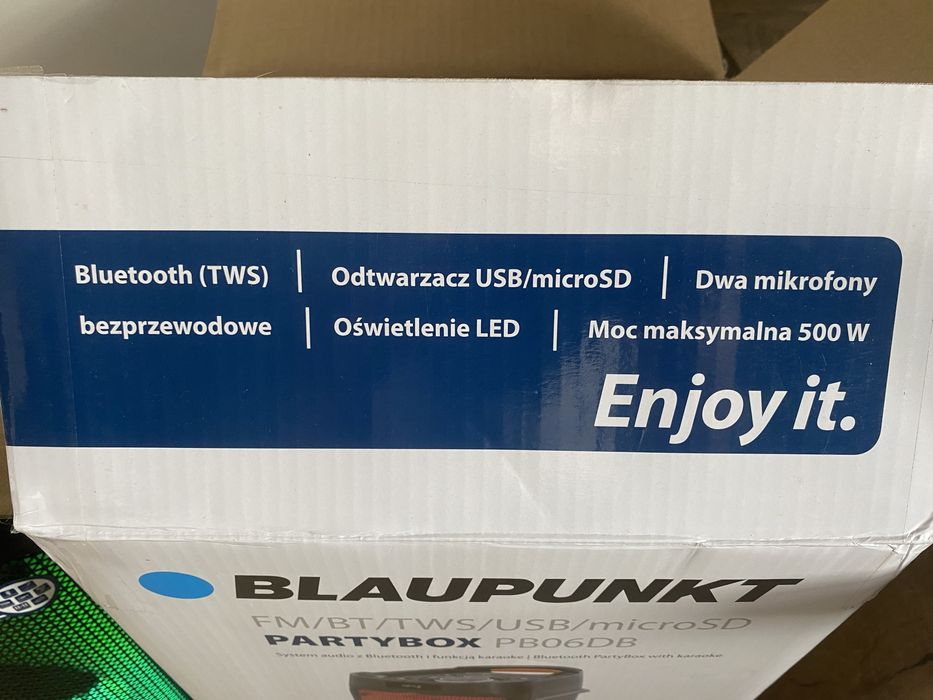 Bluetooth (TWS) | Odtwarzacz USB/microSD | Dwa mikrofony
bezprzewodowe | Oświetlenie LED | Moc maksymalna 500 W
Enjoy it.
BLAUPUNKT
FM/BT/TWS/USB/microSD
PARTYBOX PB06DB
System audio z Bluetooth i funkcją karaoke | Bluetooth PartyBox with karaoke